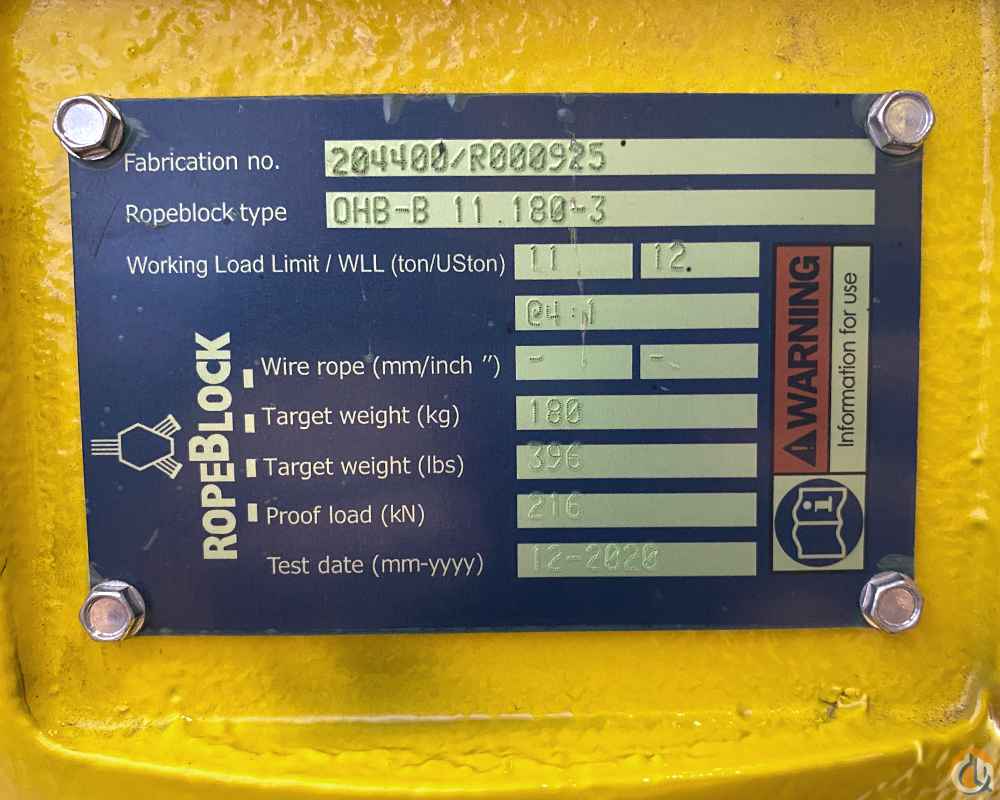 Fabrication no. 204400/R000925
Ropeblock type OHB-B 11.180-3
Working Load Limit / WLL (ton/USton) 11 12
@4:1
Wire rope (mm/inch ″) - -
Target weight (kg) 180
Target weight (lbs) 396
Proof load (kN) 216
Test date (mm-yyyy) 12-2020
ROPEBLOCK
WARNING
Information for use